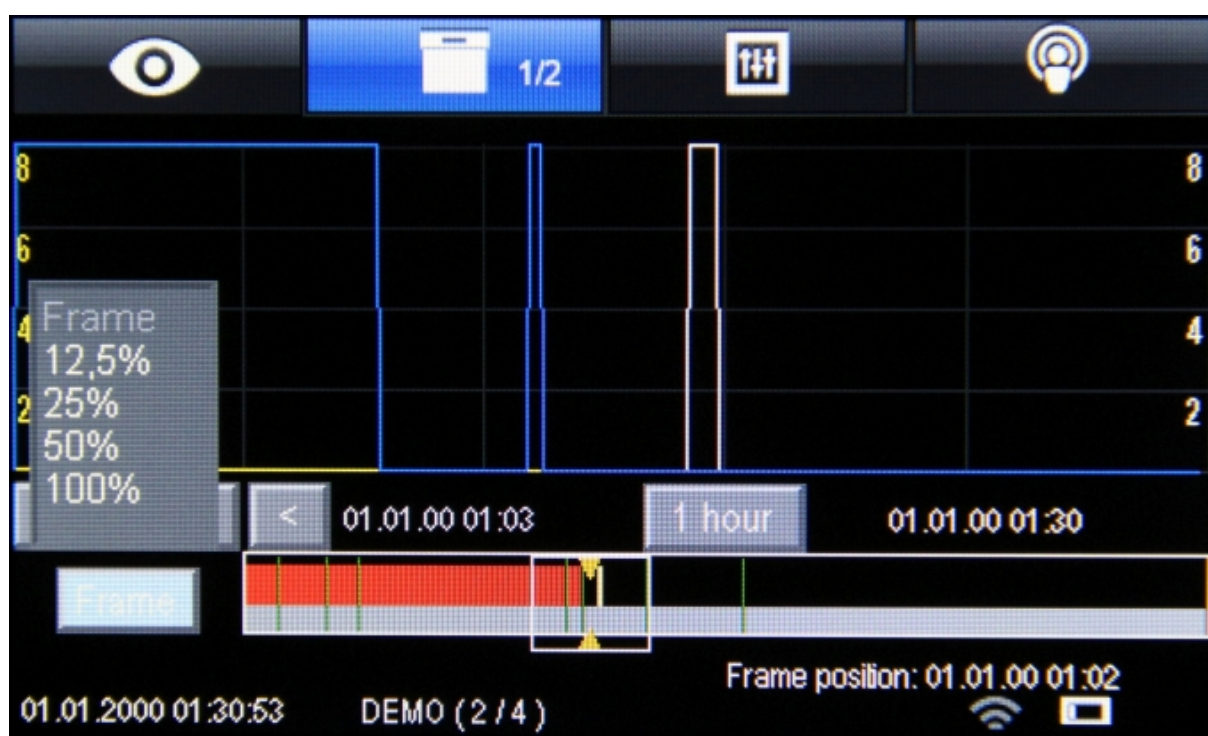 1/2
8 8
6 6
Frame
4 4
12,5%
2 25% 2
50%
100%
< 01.01.00 01:03 1 hour 01.01.00 01:30
Frame
Frame position: 01.01.00 01:02
01.01.2000 01:30:53 DEMO ( 2 / 4 )